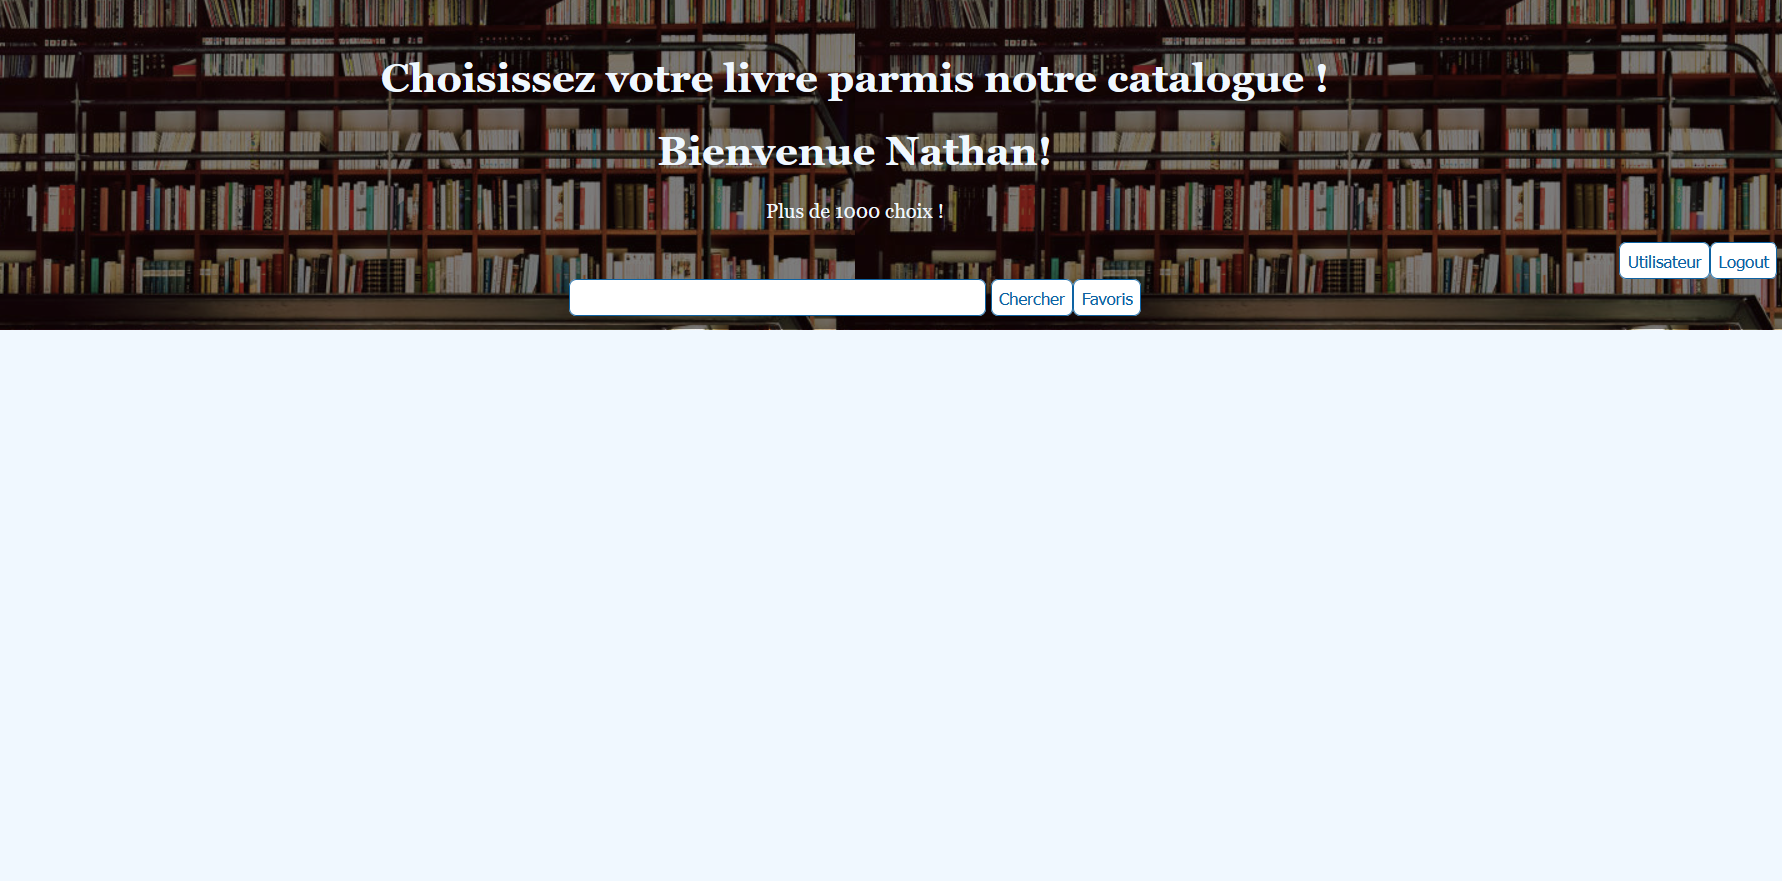 Choisissez votre livre parmis notre catalogue !
Bienvenue Nathan!
Plus de 1000 choix !
Utilisateur Logout
Chercher Favoris